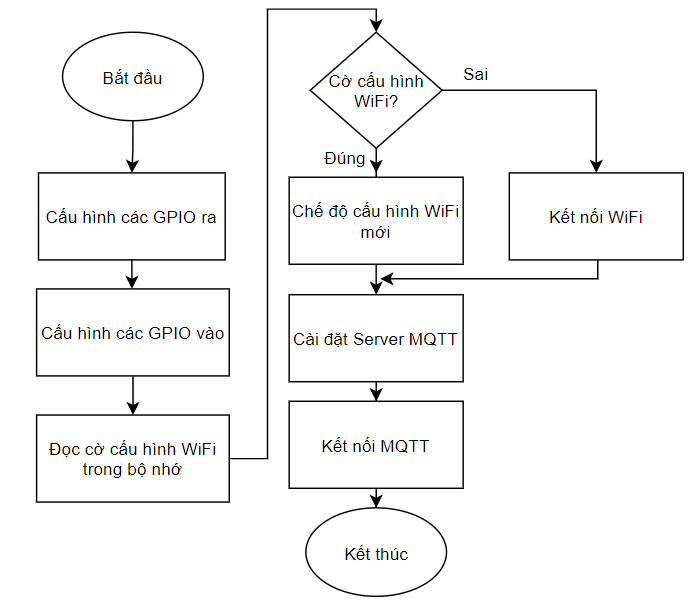 Bắt đầu
Cấu hình các GPIO ra
Cấu hình các GPIO vào
Đọc cờ cấu hình WiFi
trong bộ nhớ
Cờ cấu hình
WiFi?
Sai
Đúng
Chế độ cấu hình WiFi
mới
Kết nối WiFi
Cài đặt Server MQTT
Kết nối MQTT
Kết thúc